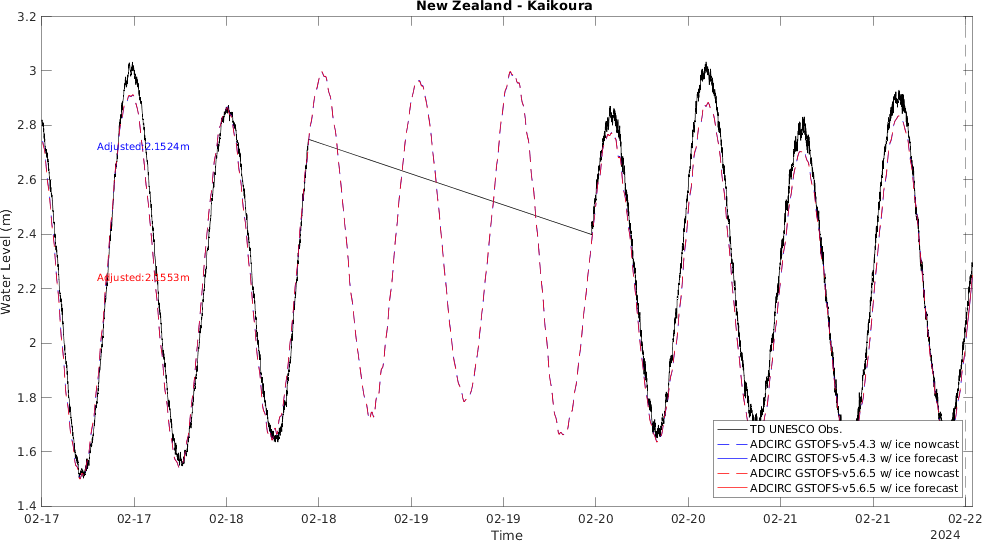 New Zealand - Kaikoura
3.2
3
2.8
2.6
2.4
2.2
2
1.8
1.6
1.4
Water Level (m)
Adjusted:2.1524m
Adjusted:2.1553m
TD UNESCO Obs.
ADCIRC GSTOFS-v5.4.3 w/ ice nowcast
ADCIRC GSTOFS-v5.4.3 w/ ice forecast
ADCIRC GSTOFS-v5.6.5 w/ ice nowcast
ADCIRC GSTOFS-v5.6.5 w/ ice forecast
02-17 02-17 02-18 02-18 02-19 02-19 02-20 02-20 02-21 02-21 02-22
Time
2024